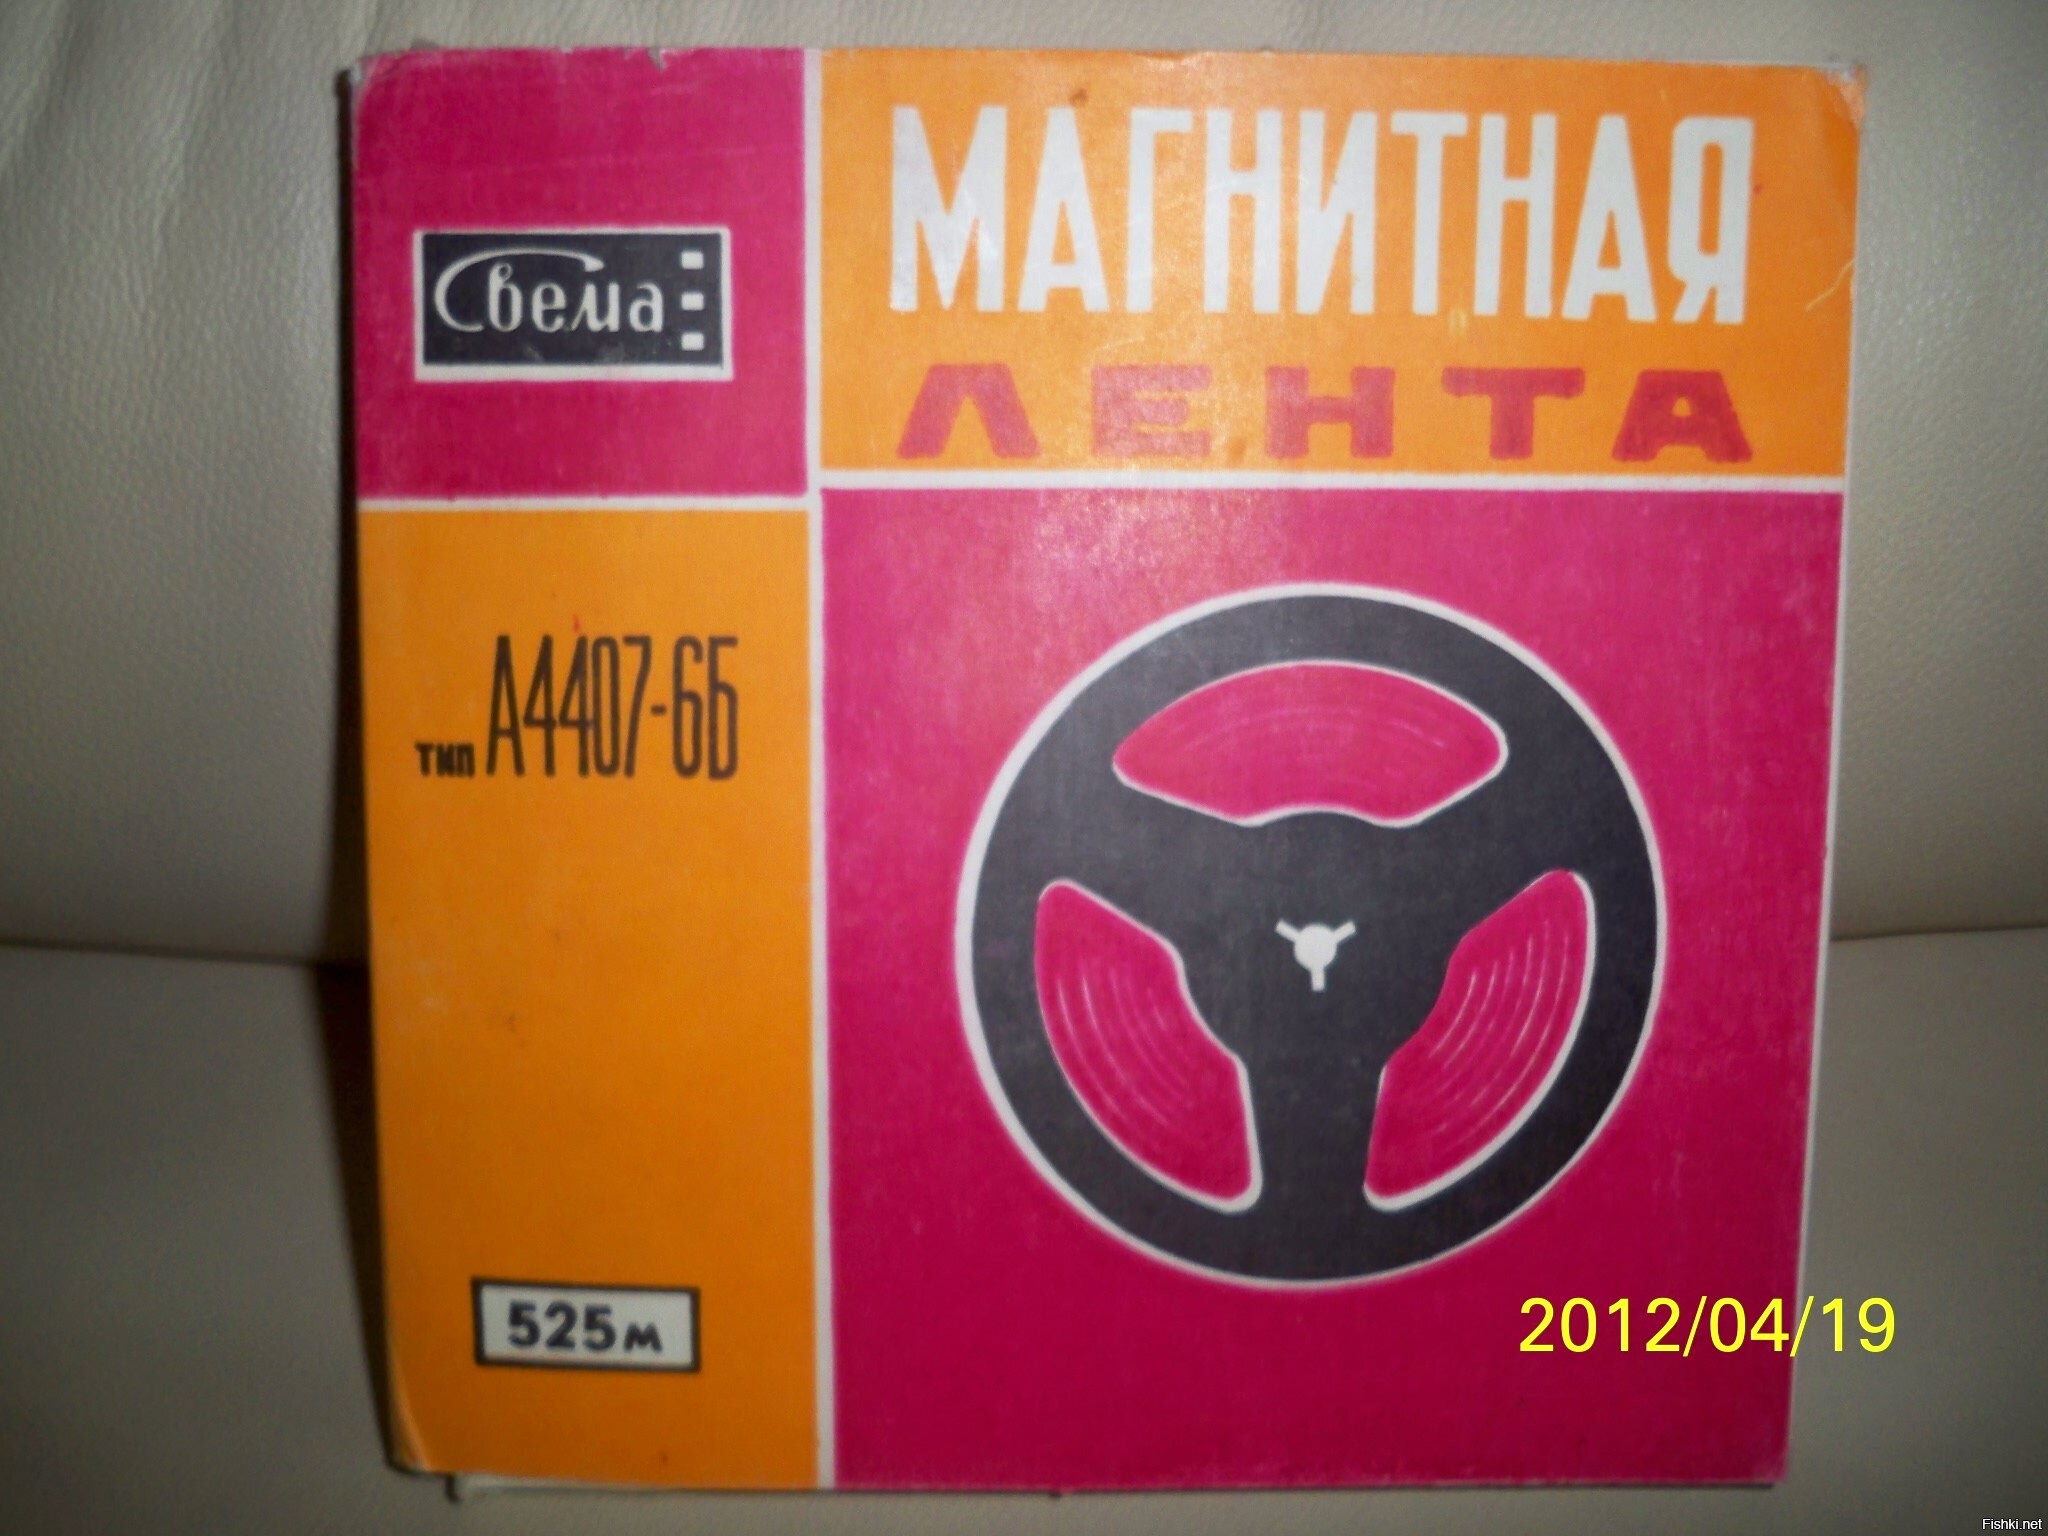 Свема
МАГНИТНАЯ
ЛЕНТА
тип А4407-6Б
525м
2012/04/19
Fishki.net